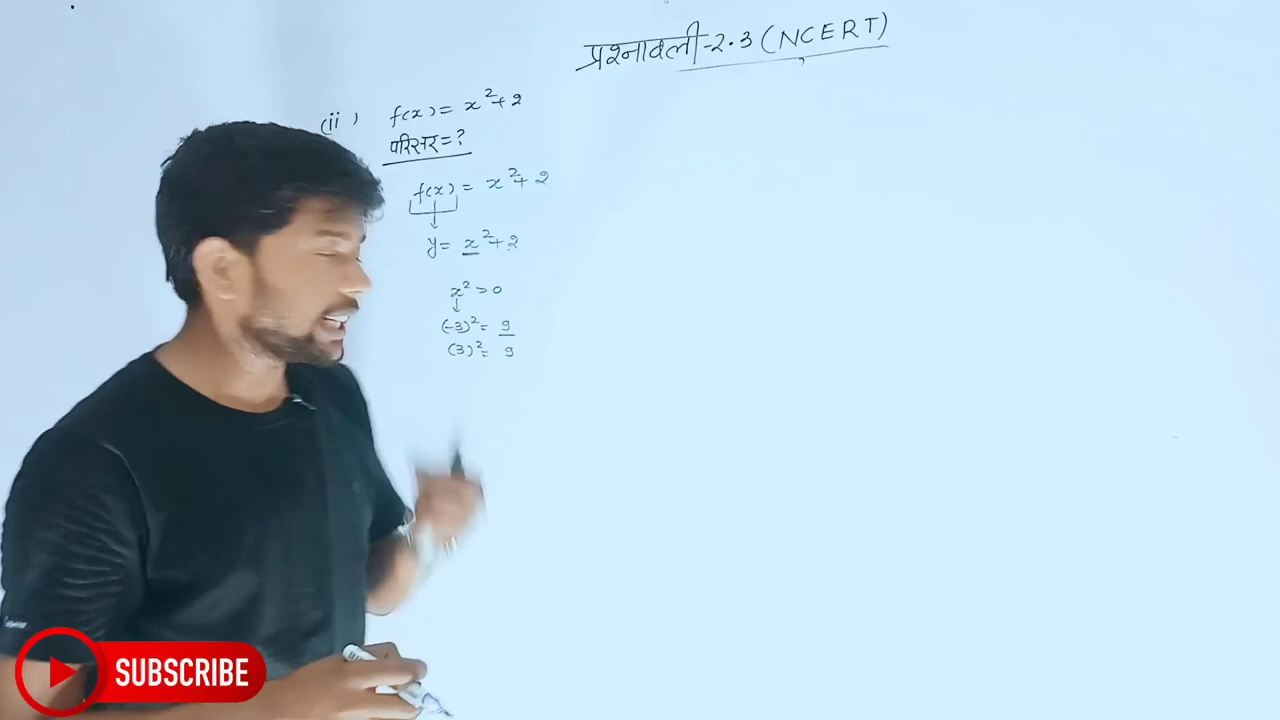 प्रश्नावली-2.3 (NCERT)
(ii) f(x) = x²+2
परिसर = ?
f(x) = x²+2
y = x²+2
x² = 0
(-3)² = 9
(3)² = 9
SUBSCRIBE